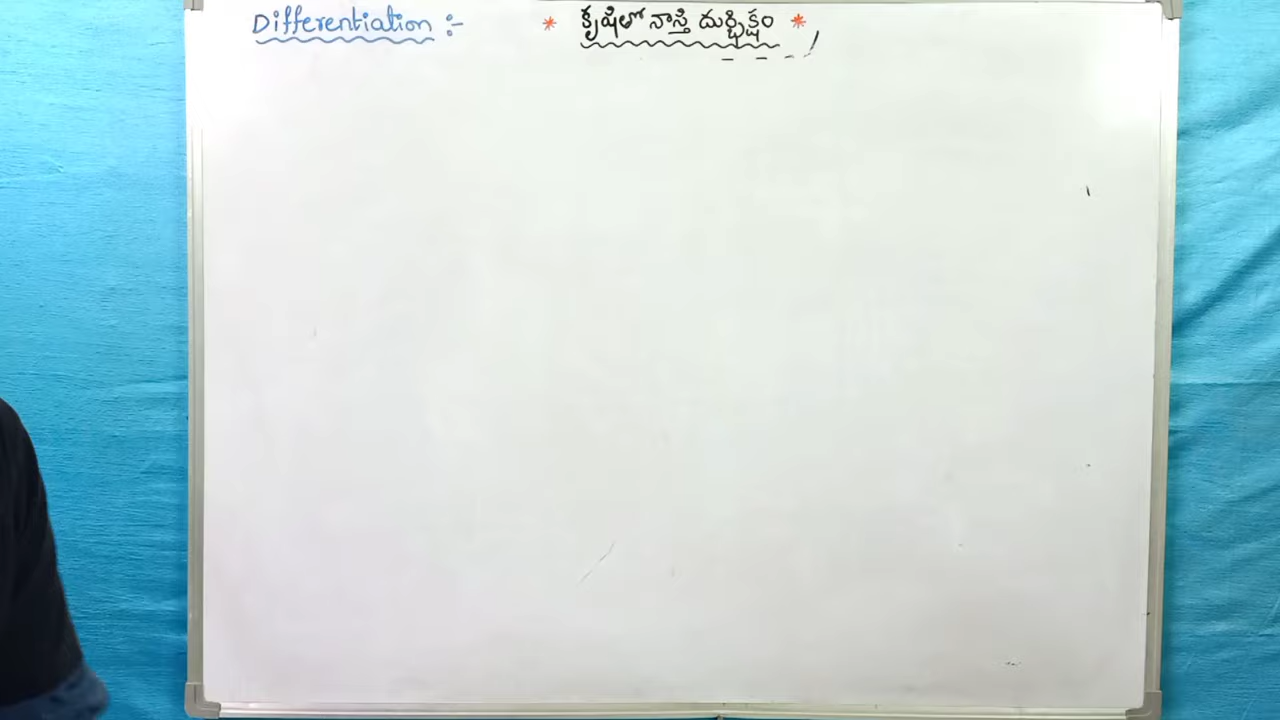 Differentiation :- * కృషిలో నాస్తి దుర్భిక్షం *